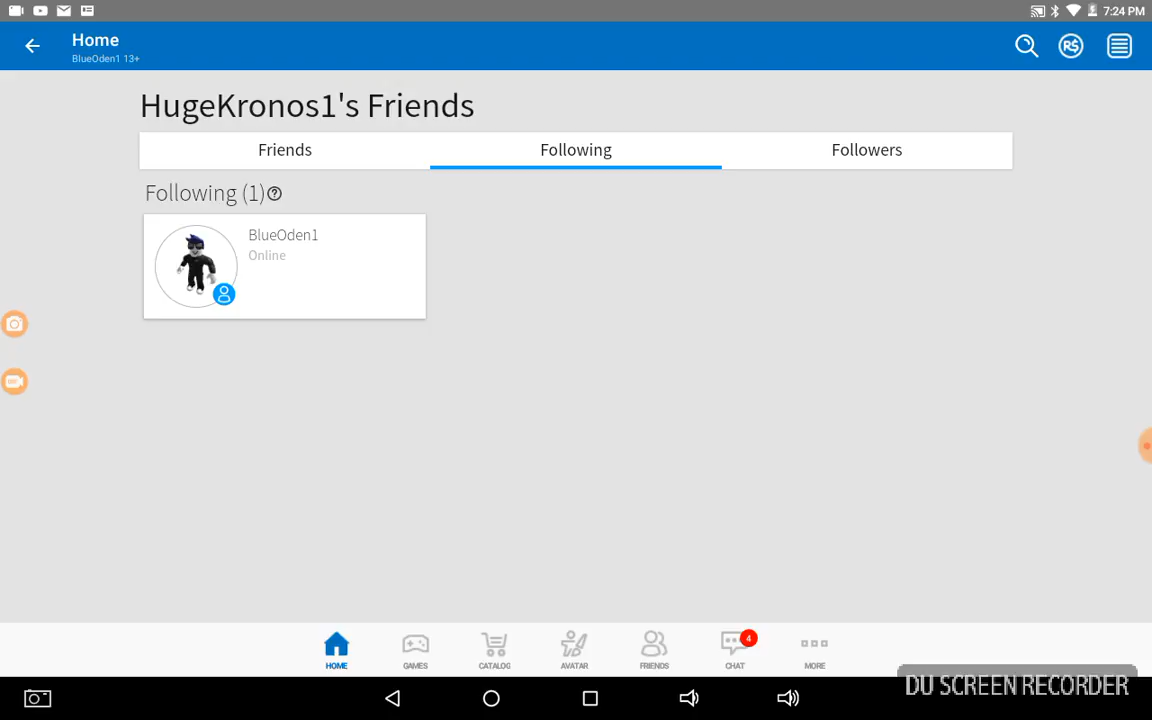 7:24 PM
Home
BlueOden1 13+
R$
HugeKronos1's Friends
Friends
Following
Followers
Following (1)
BlueOden1
Online
HOME
GAMES
CATALOG
AVATAR
FRIENDS
4
CHAT
MORE
DU SCREEN RECORDER